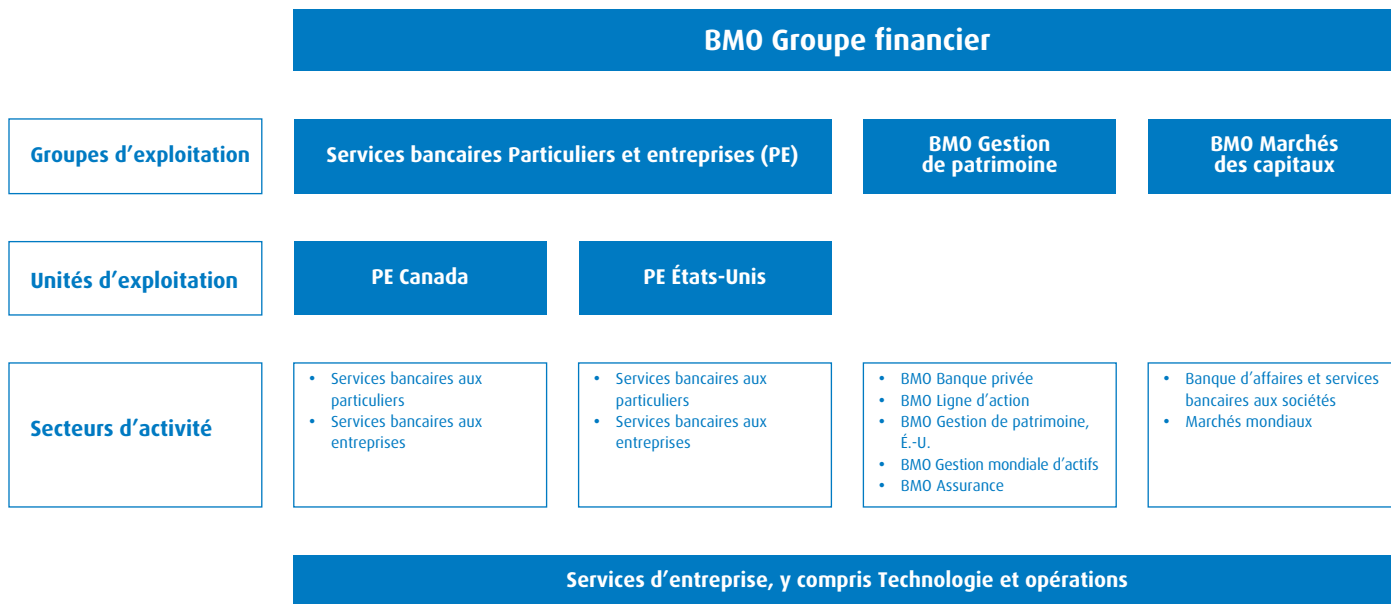 BMO Groupe financier
Groupes d'exploitation
Services bancaires Particuliers et entreprises (PE)
BMO Gestion
de patrimoine
BMO Marchés
des capitaux
Unités d'exploitation
PE Canada
PE États-Unis
Secteurs d'activité
• Services bancaires aux
particuliers
• Services bancaires aux
entreprises
• Services bancaires aux
particuliers
• Services bancaires aux
entreprises
• BMO Banque privée
• BMO Ligne d'action
• BMO Gestion de patrimoine,
É.-U.
• BMO Gestion mondiale d'actifs
• BMO Assurance
• Banque d'affaires et services
bancaires aux sociétés
• Marchés mondiaux
Services d'entreprise, y compris Technologie et opérations